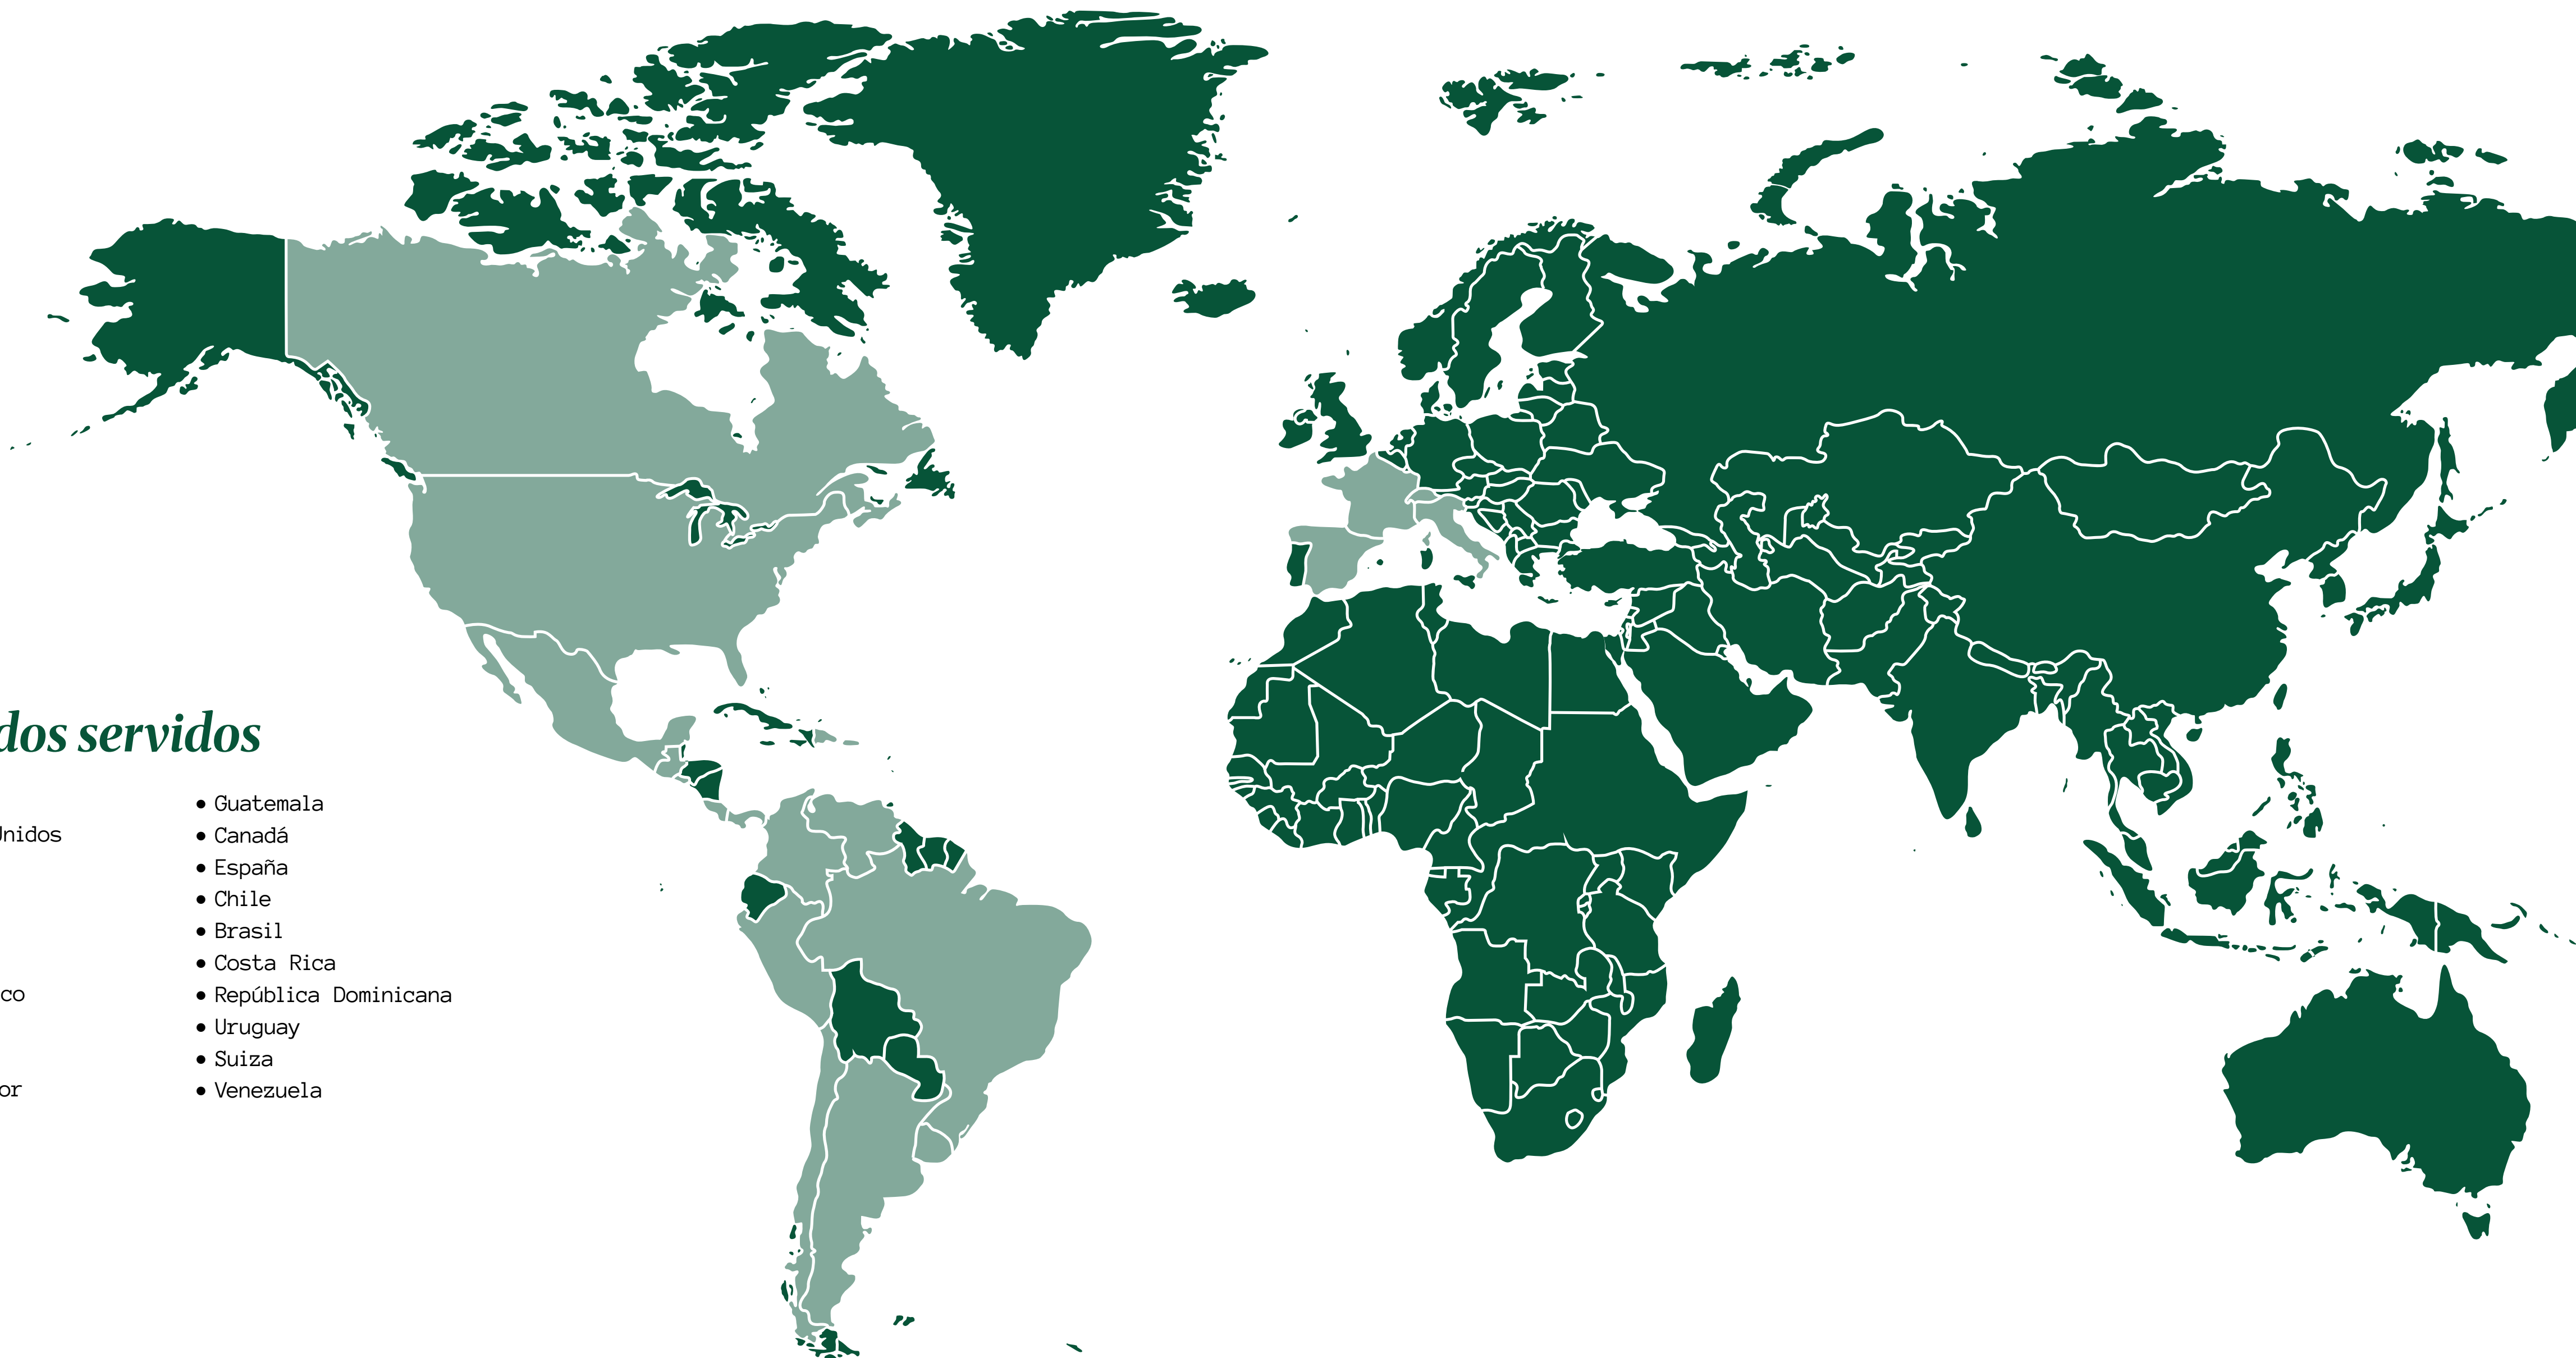 dos servidos
Unidos
co
or
• Guatemala
• Canadá
• España
• Chile
• Brasil
• Costa Rica
• República Dominicana
• Uruguay
• Suiza
• Venezuela